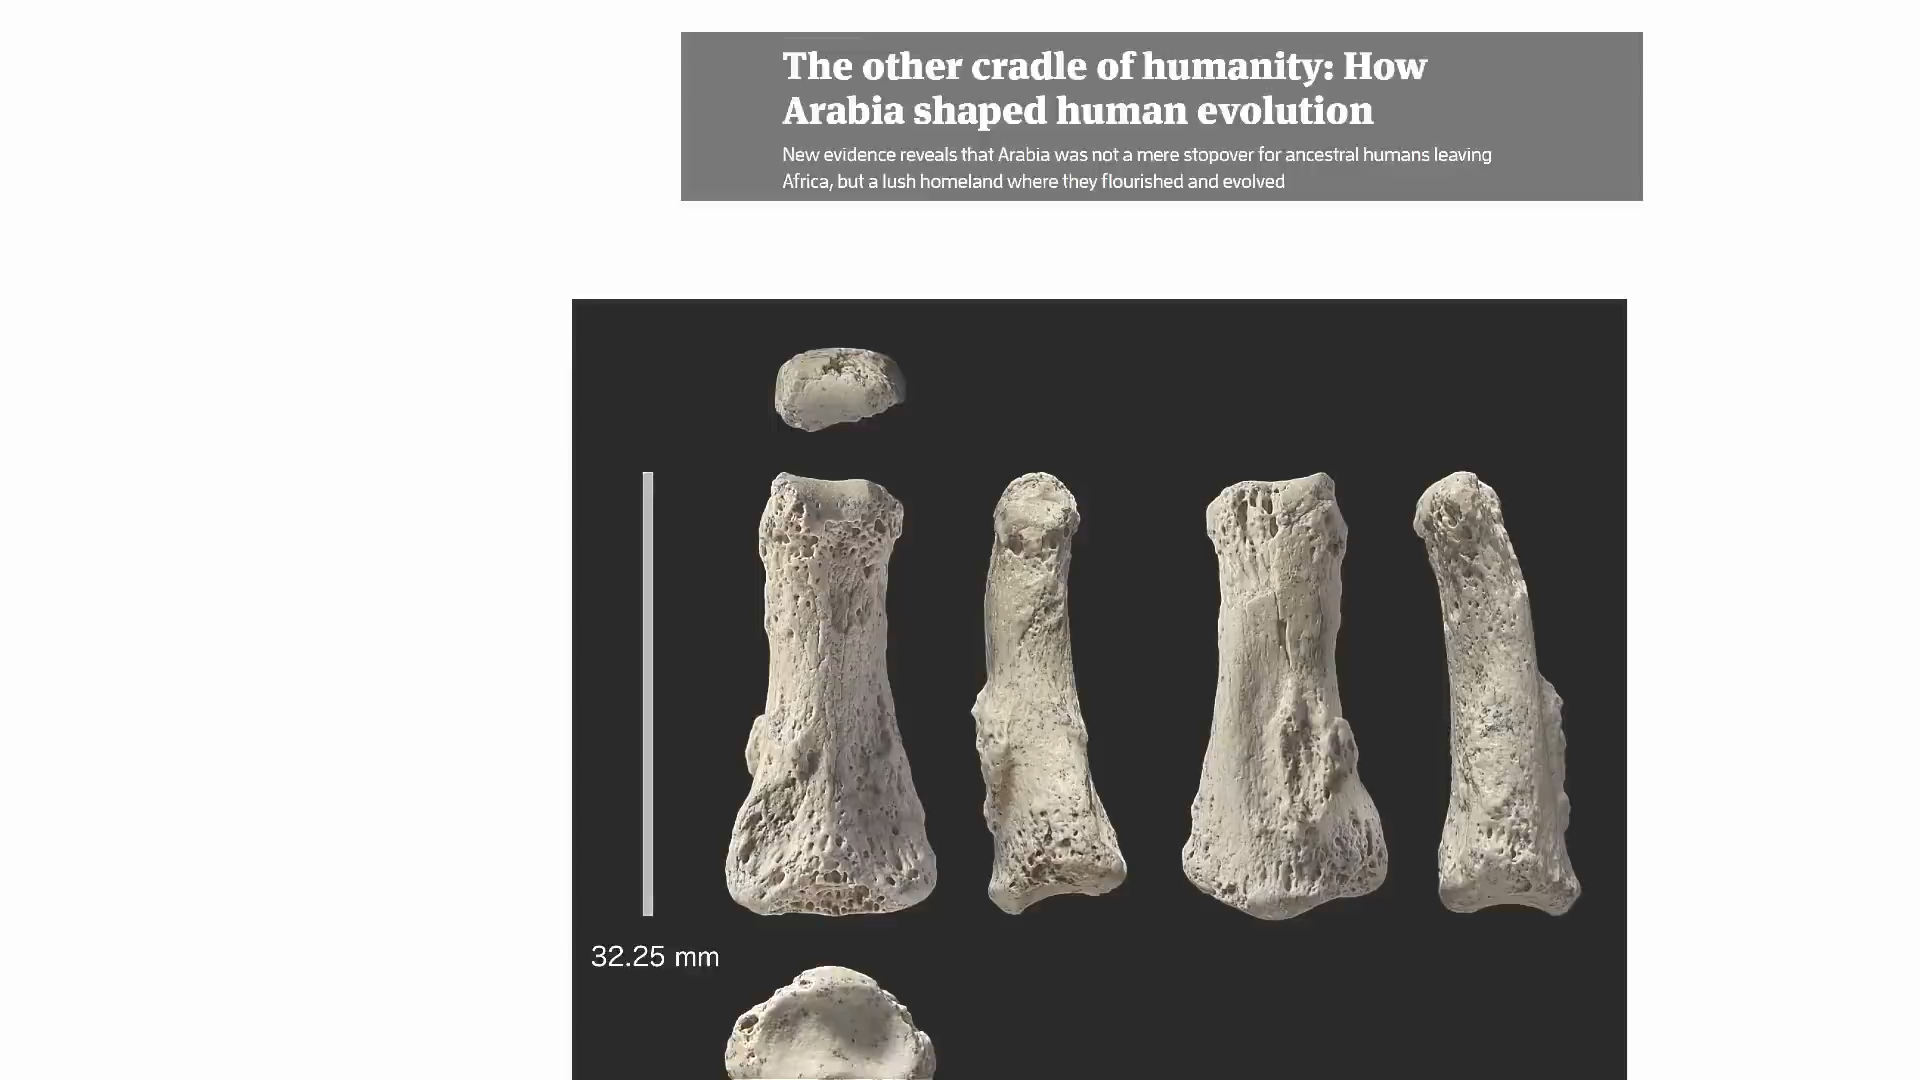 The other cradle of humanity: How
Arabia shaped human evolution
New evidence reveals that Arabia was not a mere stopover for ancestral humans leaving
Africa, but a lush homeland where they flourished and evolved
32.25 mm